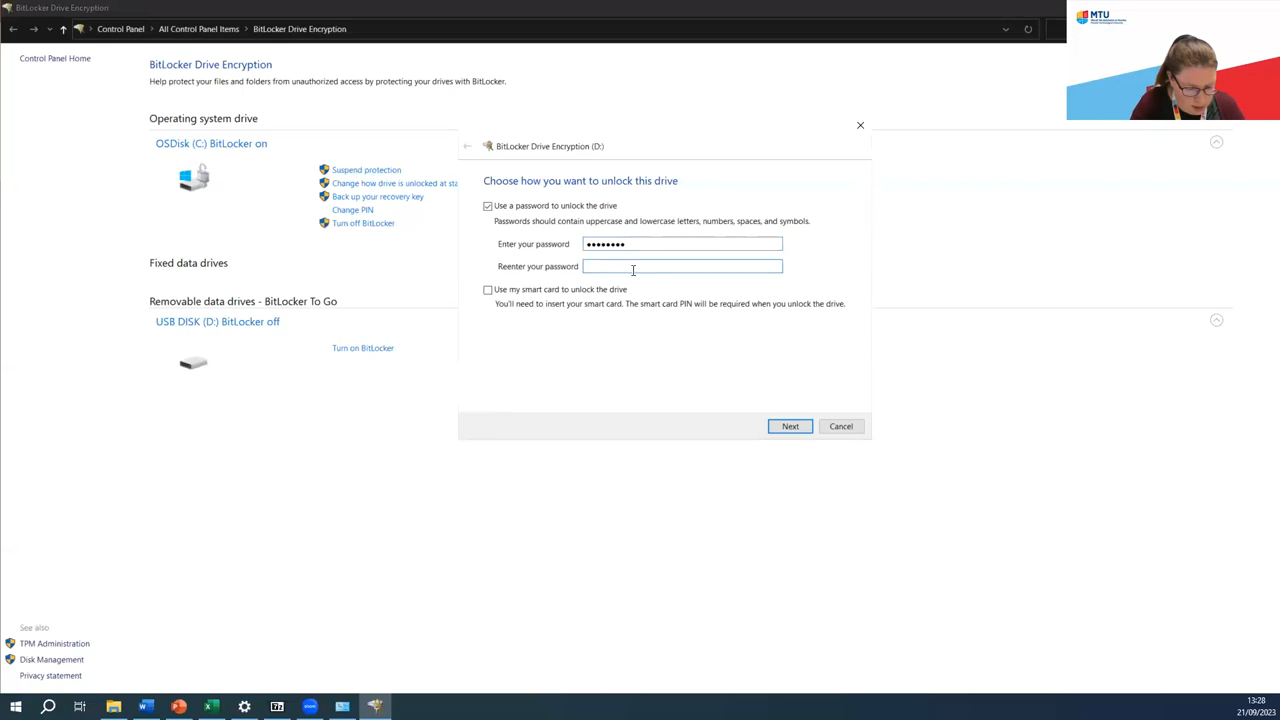 BitLocker Drive Encryption
Control Panel > All Control Panel Items > BitLocker Drive Encryption
MTU
Control Panel Home
BitLocker Drive Encryption
Help protect your files and folders from unauthorized access by protecting your drives with BitLocker.
Operating system drive
OSDisk (C:) BitLocker on
Suspend protection
Change how drive is unlocked at sta
Back up your recovery key
Change PIN
Turn off BitLocker
Fixed data drives
Removable data drives - BitLocker To Go
USB DISK (D:) BitLocker off
Turn on BitLocker
BitLocker Drive Encryption (D:)
Choose how you want to unlock this drive
Use a password to unlock the drive
Passwords should contain uppercase and lowercase letters, numbers, spaces, and symbols.
Enter your password ••••••••
Reenter your password
Use my smart card to unlock the drive
You'll need to insert your smart card. The smart card PIN will be required when you unlock the drive.
Next Cancel
See also
TPM Administration
Disk Management
Privacy statement
13:28
21/09/2023